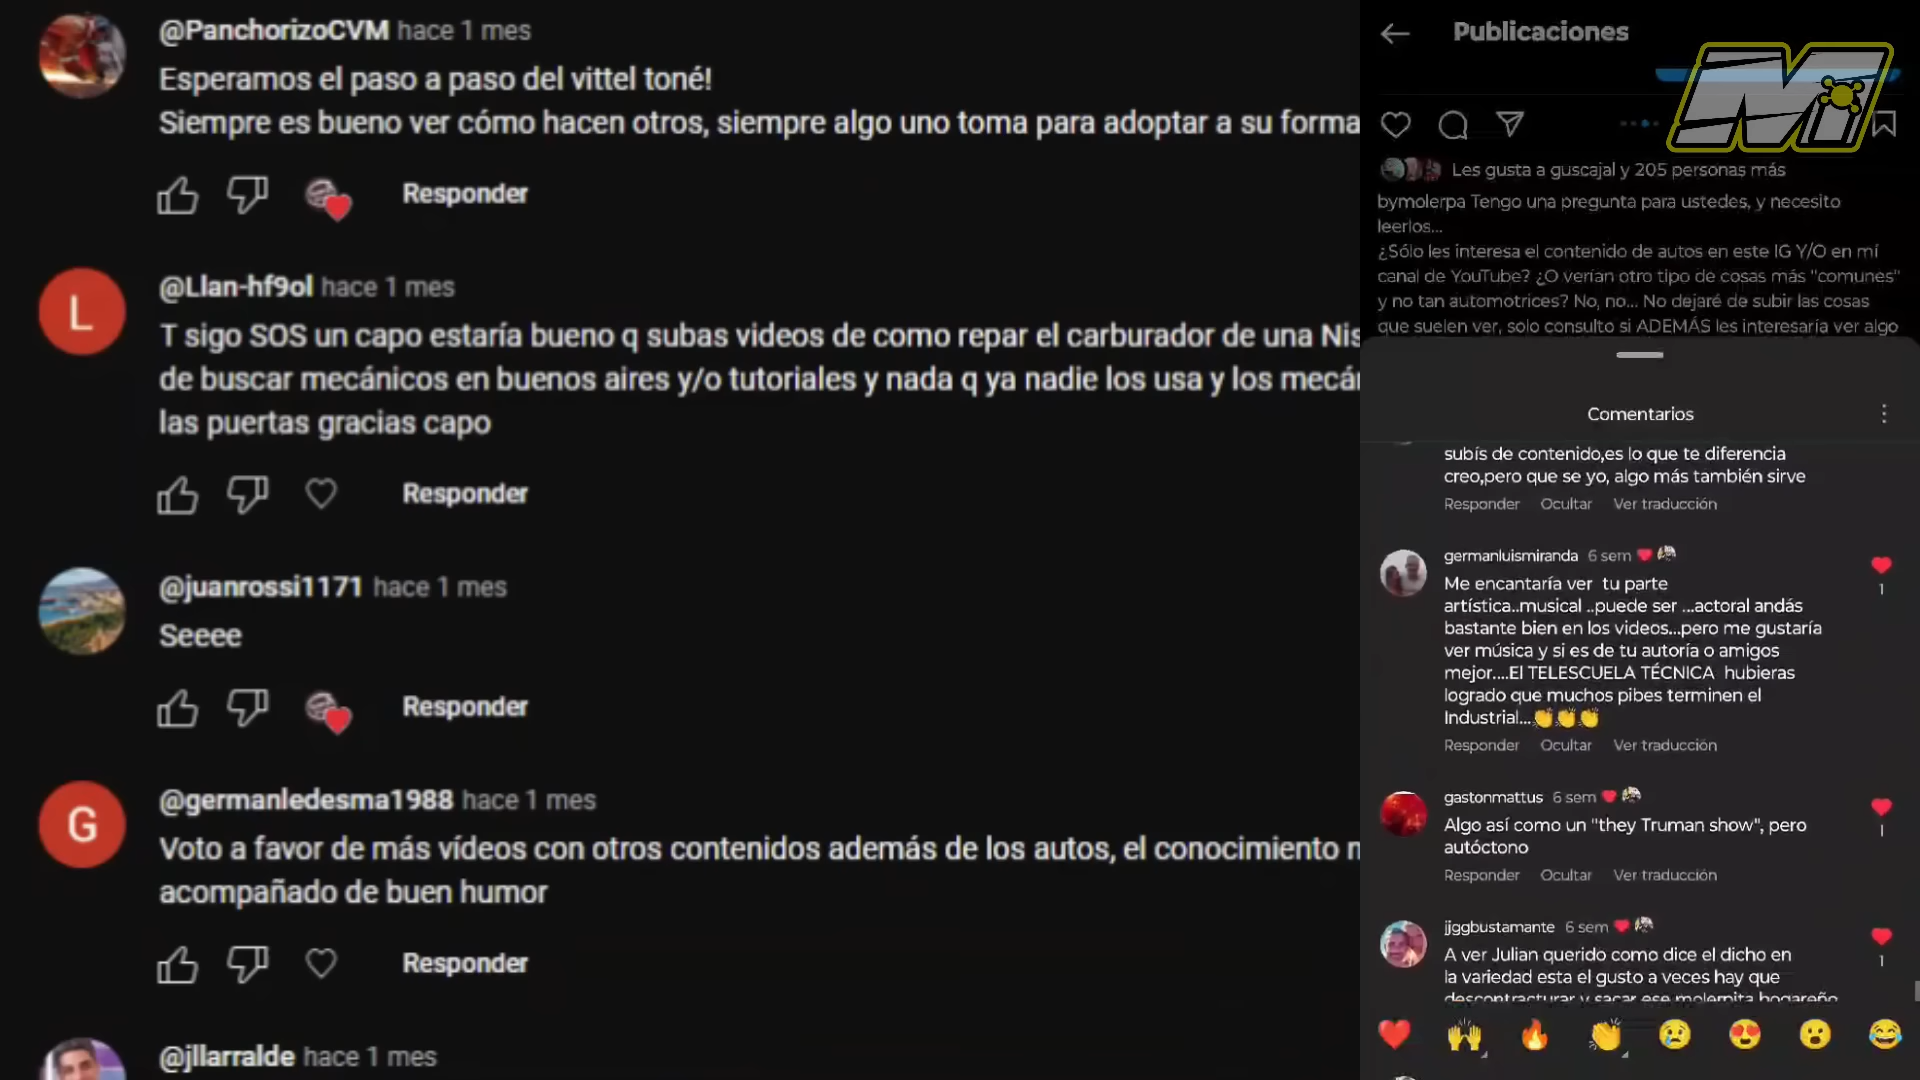 @PanchorizoCVM hace 1 mes
Esperamos el paso a paso del vittel toné!
Siempre es bueno ver cómo hacen otros, siempre algo uno toma para adoptar a su forma
Responder
L
@Llan-hf9ol hace 1 mes
T sigo SOS un capo estaría bueno q subas videos de como repar el carburador de una Nis
de buscar mecánicos en buenos aires y/o tutoriales y nada q ya nadie los usa y los mecán
las puertas gracias capo
Responder
@juanrossi1171 hace 1 mes
Seeee
Responder
G
@germanledesma1988 hace 1 mes
Voto a favor de más vídeos con otros contenidos además de los autos, el conocimiento
acompañado de buen humor
Responder
@jllarralde hace 1 mes
Publicaciones
M
Les gusta a guscajal y 205 personas más
bymolerpa Tengo una pregunta para ustedes, y necesito
leerlos...
¿Sólo les interesa el contenido de autos en este IG Y/O en mí
canal de YouTube? ¿O verían otro tipo de cosas más "comunes"
y no tan automotrices? No, no... No dejaré de subir las cosas
que suelen ver, solo consulto si ADEMÁS les interesaría ver algo
Comentarios
subís de contenido,es lo que te diferencia
creo,pero que se yo, algo más también sirve
Responder Ocultar Ver traducción
germanluismiranda 6 sem
Me encantaría ver tu parte
artística..musical ..puede ser ...actoral andás
bastante bien en los videos...pero me gustaría
ver música y si es de tu autoría o amigos
mejor....El TELESCUELA TÉCNICA hubieras
logrado que muchos pibes terminen el
Industrial...👏👏👏
1
Responder Ocultar Ver traducción
gastonmattus 6 sem
Algo así como un "they Truman show", pero
autóctono
1
Responder Ocultar Ver traducción
jjggbustamante 6 sem
A ver Julian querido como dice el dicho en
la variedad esta el gusto a veces hay que
descontracturar y sacar ese molerpita hogareño
1